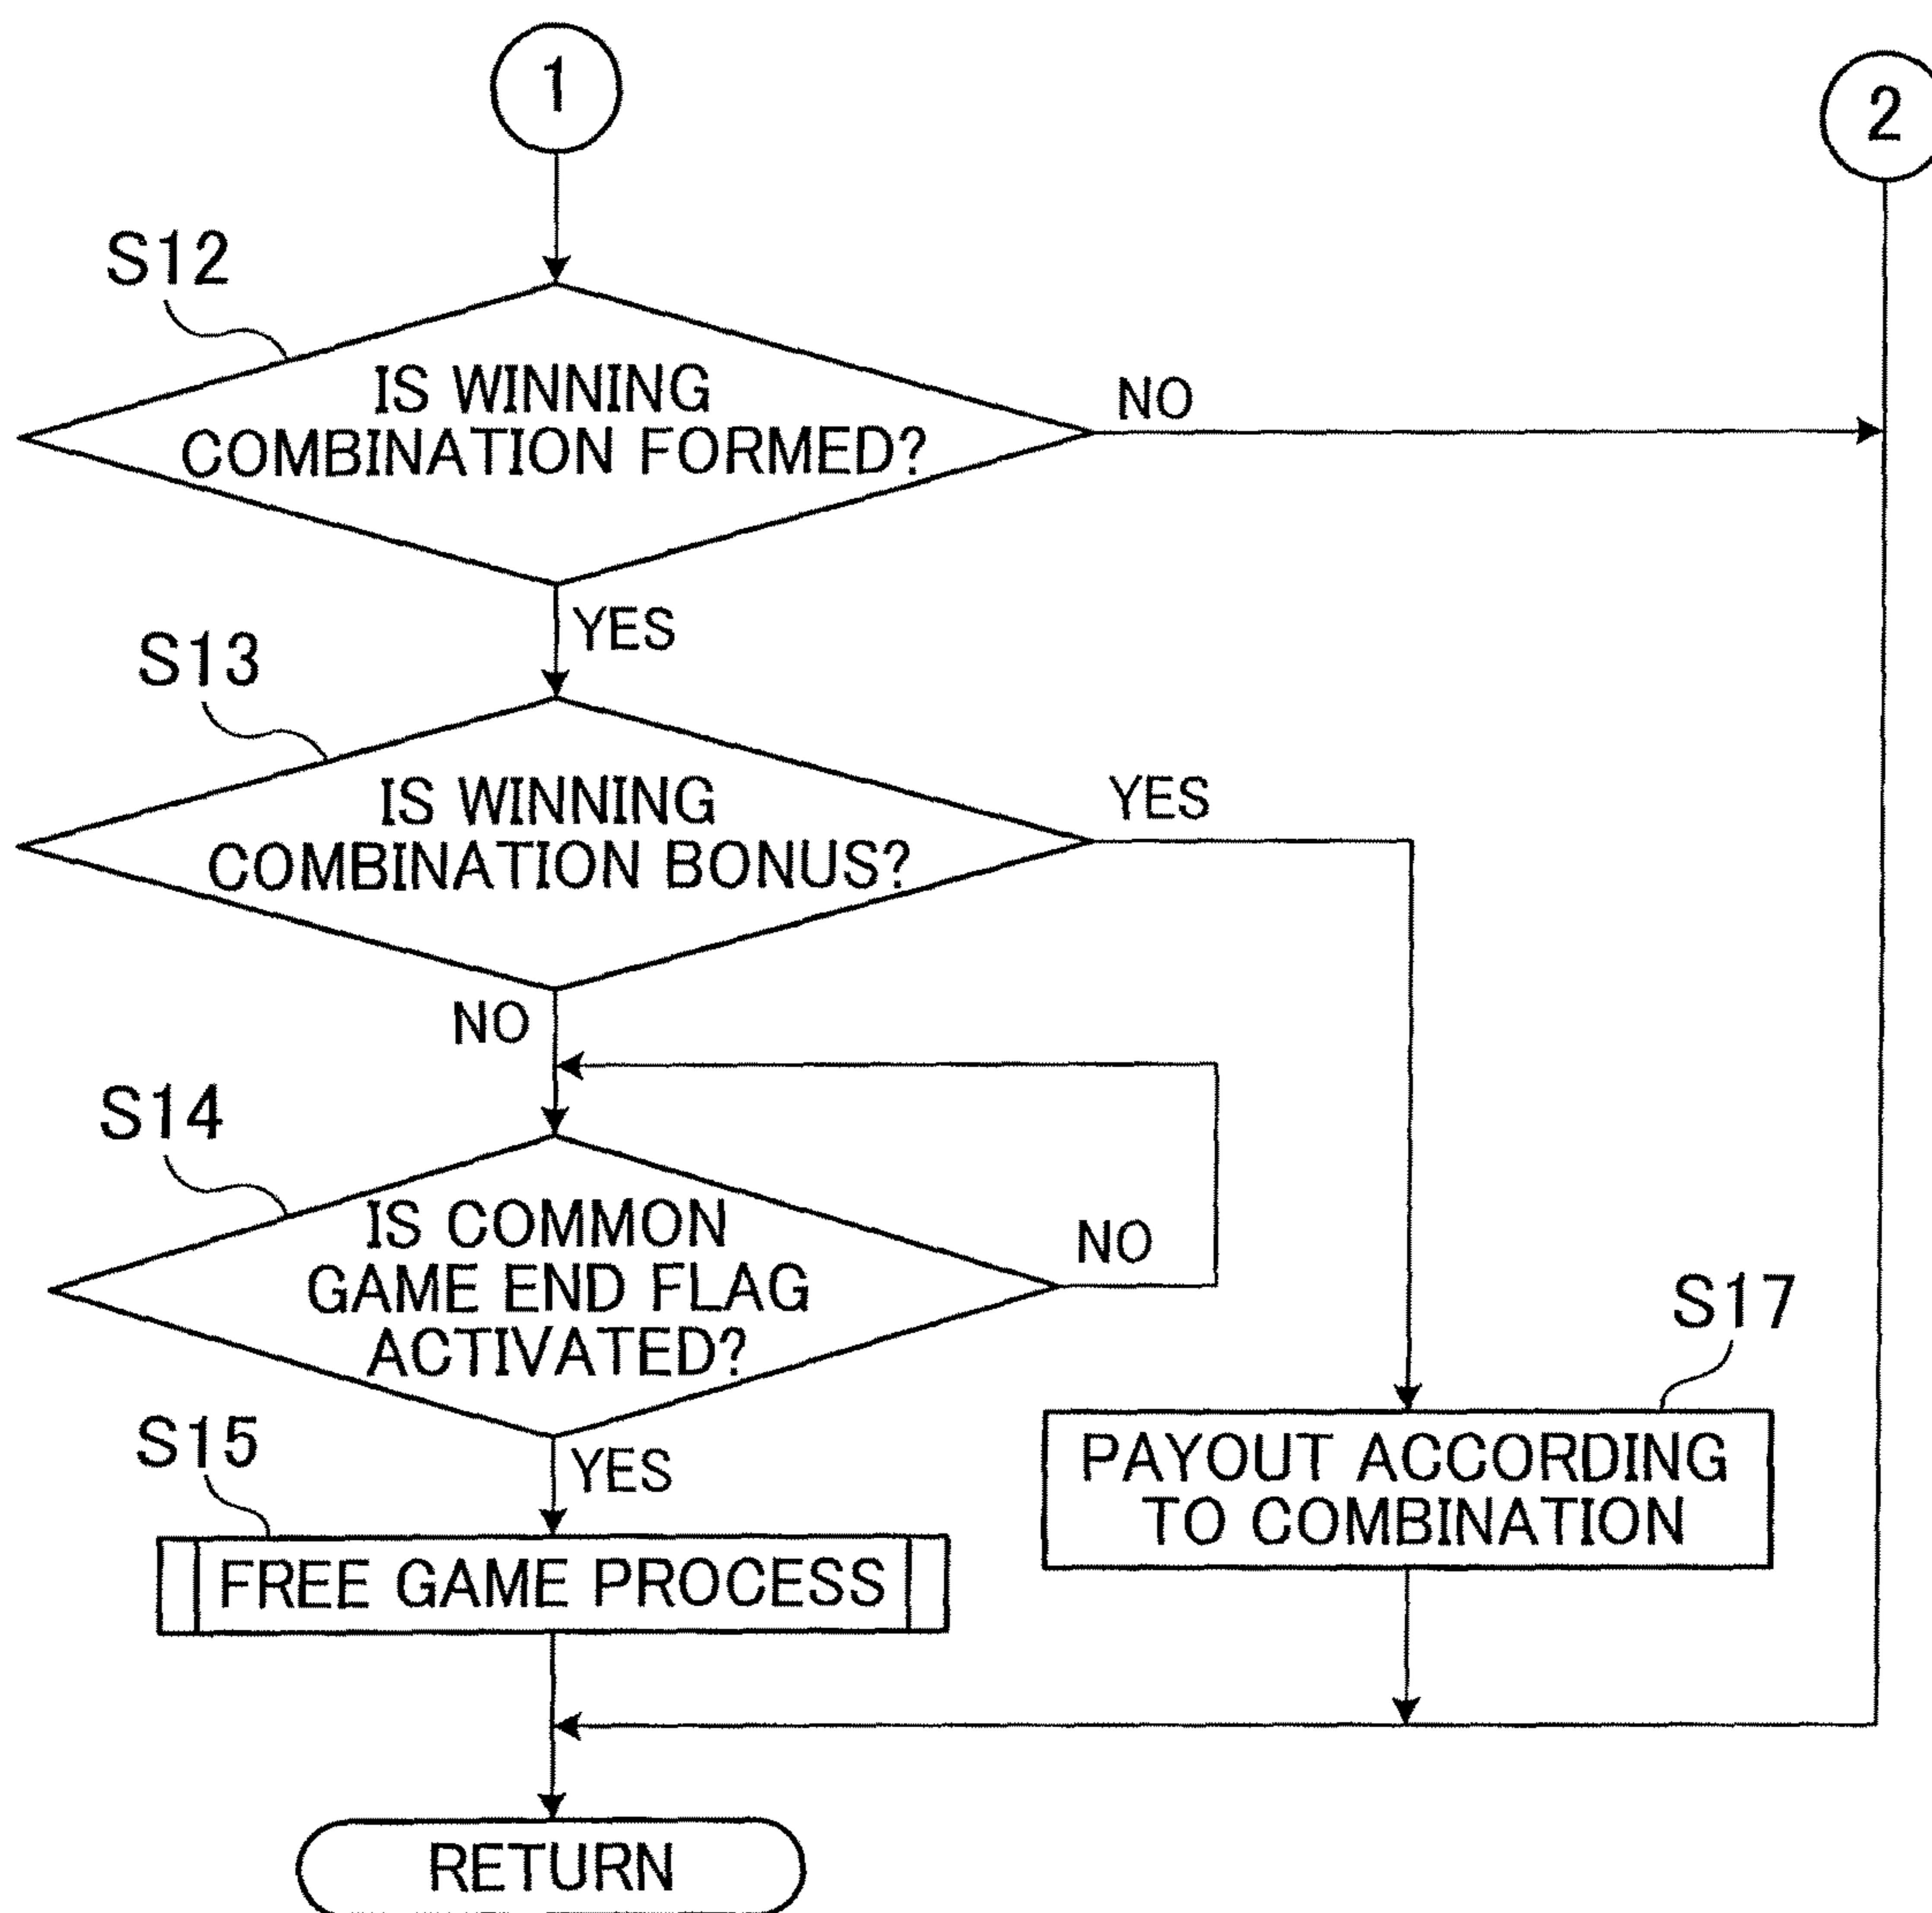 1
2
S12
IS WINNING
COMBINATION FORMED?
NO
YES
S13
IS WINNING
COMBINATION BONUS?
YES
NO
S14
IS COMMON
GAME END FLAG
ACTIVATED?
NO
YES
S17
PAYOUT ACCORDING
TO COMBINATION
S15
FREE GAME PROCESS
RETURN